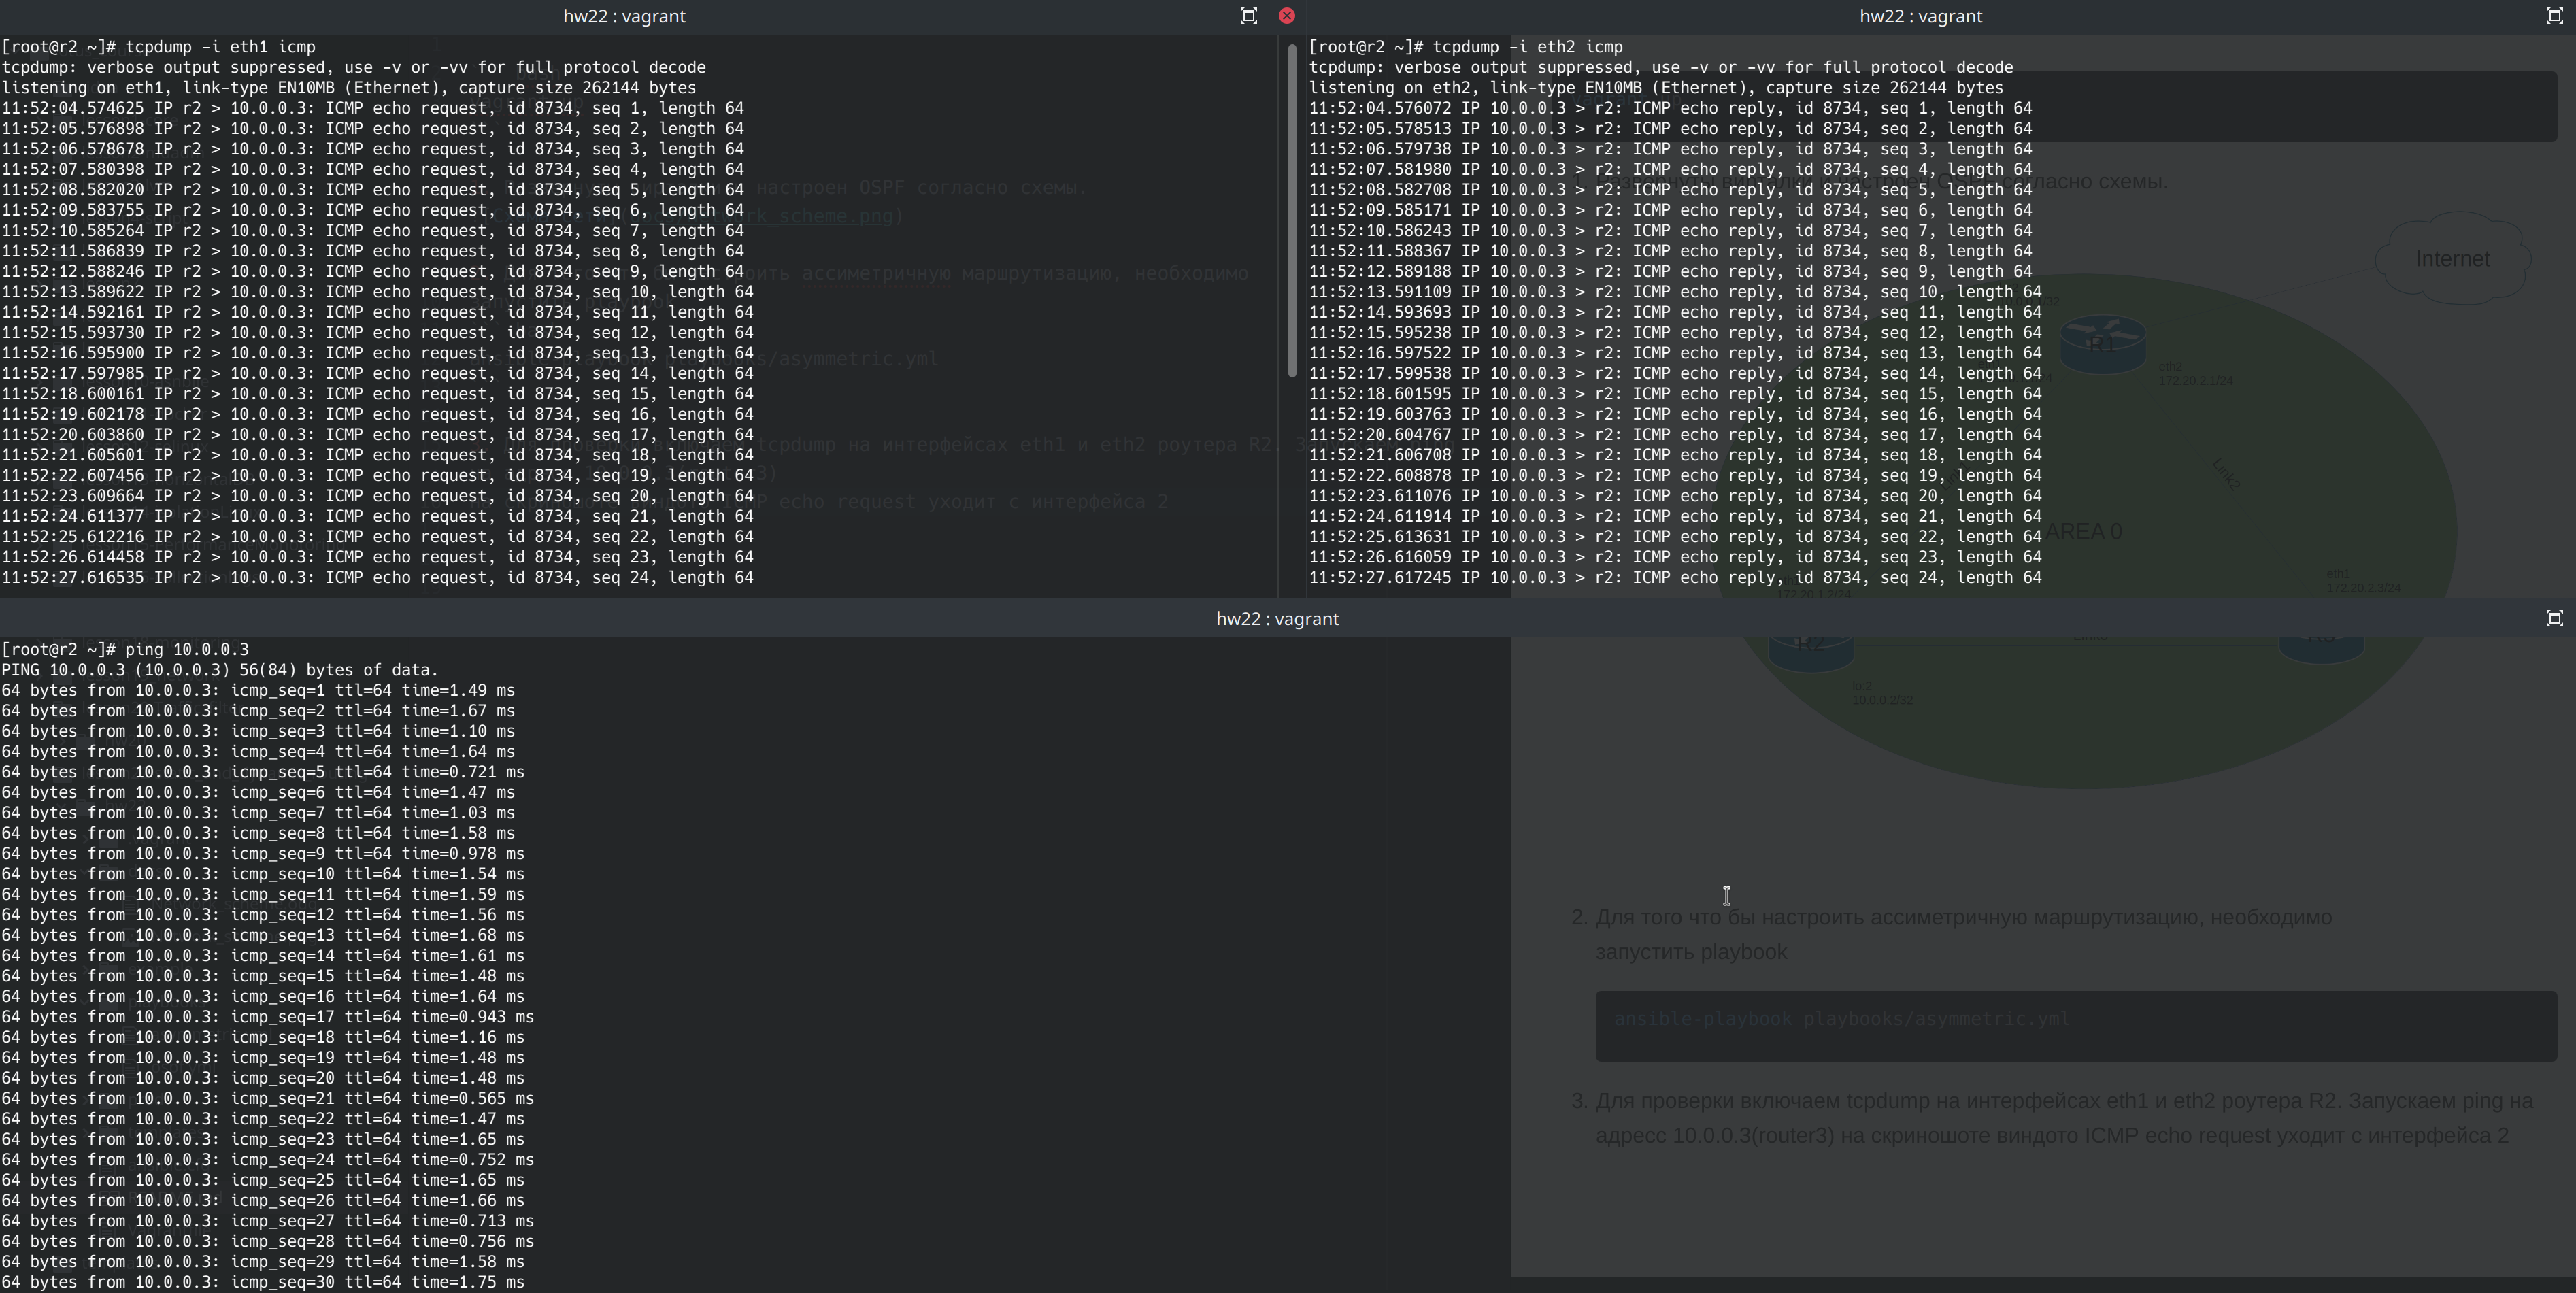 hw22 : vagrant
[root@r2 ~]# tcpdump -i eth1 icmp
tcpdump: verbose output suppressed, use -v or -vv for full protocol decode
listening on eth1, link-type EN10MB (Ethernet), capture size 262144 bytes
11:52:04.574625 IP r2 > 10.0.0.3: ICMP echo request, id 8734, seq 1, length 64
11:52:05.576898 IP r2 > 10.0.0.3: ICMP echo request, id 8734, seq 2, length 64
11:52:06.578678 IP r2 > 10.0.0.3: ICMP echo request, id 8734, seq 3, length 64
11:52:07.580398 IP r2 > 10.0.0.3: ICMP echo request, id 8734, seq 4, length 64
11:52:08.582020 IP r2 > 10.0.0.3: ICMP echo request, id 8734, seq 5, length 64
11:52:09.583755 IP r2 > 10.0.0.3: ICMP echo request, id 8734, seq 6, length 64
11:52:10.585264 IP r2 > 10.0.0.3: ICMP echo request, id 8734, seq 7, length 64
11:52:11.586839 IP r2 > 10.0.0.3: ICMP echo request, id 8734, seq 8, length 64
11:52:12.588246 IP r2 > 10.0.0.3: ICMP echo request, id 8734, seq 9, length 64
11:52:13.589622 IP r2 > 10.0.0.3: ICMP echo request, id 8734, seq 10, length 64
11:52:14.592161 IP r2 > 10.0.0.3: ICMP echo request, id 8734, seq 11, length 64
11:52:15.593730 IP r2 > 10.0.0.3: ICMP echo request, id 8734, seq 12, length 64
11:52:16.595900 IP r2 > 10.0.0.3: ICMP echo request, id 8734, seq 13, length 64
11:52:17.597985 IP r2 > 10.0.0.3: ICMP echo request, id 8734, seq 14, length 64
11:52:18.600161 IP r2 > 10.0.0.3: ICMP echo request, id 8734, seq 15, length 64
11:52:19.602178 IP r2 > 10.0.0.3: ICMP echo request, id 8734, seq 16, length 64
11:52:20.603860 IP r2 > 10.0.0.3: ICMP echo request, id 8734, seq 17, length 64
11:52:21.605601 IP r2 > 10.0.0.3: ICMP echo request, id 8734, seq 18, length 64
11:52:22.607456 IP r2 > 10.0.0.3: ICMP echo request, id 8734, seq 19, length 64
11:52:23.609664 IP r2 > 10.0.0.3: ICMP echo request, id 8734, seq 20, length 64
11:52:24.611377 IP r2 > 10.0.0.3: ICMP echo request, id 8734, seq 21, length 64
11:52:25.612216 IP r2 > 10.0.0.3: ICMP echo request, id 8734, seq 22, length 64
11:52:26.614458 IP r2 > 10.0.0.3: ICMP echo request, id 8734, seq 23, length 64
11:52:27.616535 IP r2 > 10.0.0.3: ICMP echo request, id 8734, seq 24, length 64
hw22 : vagrant
[root@r2 ~]# tcpdump -i eth2 icmp
tcpdump: verbose output suppressed, use -v or -vv for full protocol decode
listening on eth2, link-type EN10MB (Ethernet), capture size 262144 bytes
11:52:04.576072 IP 10.0.0.3 > r2: ICMP echo reply, id 8734, seq 1, length 64
11:52:05.578513 IP 10.0.0.3 > r2: ICMP echo reply, id 8734, seq 2, length 64
11:52:06.579738 IP 10.0.0.3 > r2: ICMP echo reply, id 8734, seq 3, length 64
11:52:07.581980 IP 10.0.0.3 > r2: ICMP echo reply, id 8734, seq 4, length 64
11:52:08.582708 IP 10.0.0.3 > r2: ICMP echo reply, id 8734, seq 5, length 64
11:52:09.585171 IP 10.0.0.3 > r2: ICMP echo reply, id 8734, seq 6, length 64
11:52:10.586243 IP 10.0.0.3 > r2: ICMP echo reply, id 8734, seq 7, length 64
11:52:11.588367 IP 10.0.0.3 > r2: ICMP echo reply, id 8734, seq 8, length 64
11:52:12.589188 IP 10.0.0.3 > r2: ICMP echo reply, id 8734, seq 9, length 64
11:52:13.591109 IP 10.0.0.3 > r2: ICMP echo reply, id 8734, seq 10, length 64
11:52:14.593693 IP 10.0.0.3 > r2: ICMP echo reply, id 8734, seq 11, length 64
11:52:15.595238 IP 10.0.0.3 > r2: ICMP echo reply, id 8734, seq 12, length 64
11:52:16.597522 IP 10.0.0.3 > r2: ICMP echo reply, id 8734, seq 13, length 64
11:52:17.599538 IP 10.0.0.3 > r2: ICMP echo reply, id 8734, seq 14, length 64
11:52:18.601595 IP 10.0.0.3 > r2: ICMP echo reply, id 8734, seq 15, length 64
11:52:19.603763 IP 10.0.0.3 > r2: ICMP echo reply, id 8734, seq 16, length 64
11:52:20.604767 IP 10.0.0.3 > r2: ICMP echo reply, id 8734, seq 17, length 64
11:52:21.606708 IP 10.0.0.3 > r2: ICMP echo reply, id 8734, seq 18, length 64
11:52:22.608878 IP 10.0.0.3 > r2: ICMP echo reply, id 8734, seq 19, length 64
11:52:23.611076 IP 10.0.0.3 > r2: ICMP echo reply, id 8734, seq 20, length 64
11:52:24.611914 IP 10.0.0.3 > r2: ICMP echo reply, id 8734, seq 21, length 64
11:52:25.613631 IP 10.0.0.3 > r2: ICMP echo reply, id 8734, seq 22, length 64
11:52:26.616059 IP 10.0.0.3 > r2: ICMP echo reply, id 8734, seq 23, length 64
11:52:27.617245 IP 10.0.0.3 > r2: ICMP echo reply, id 8734, seq 24, length 64
Internet
R1
eth2
172.20.2.1/24
Link2
AREA 0
eth1
172.20.2.3/24
hw22 : vagrant
[root@r2 ~]# ping 10.0.0.3
PING 10.0.0.3 (10.0.0.3) 56(84) bytes of data.
64 bytes from 10.0.0.3: icmp_seq=1 ttl=64 time=1.49 ms
64 bytes from 10.0.0.3: icmp_seq=2 ttl=64 time=1.67 ms
64 bytes from 10.0.0.3: icmp_seq=3 ttl=64 time=1.10 ms
64 bytes from 10.0.0.3: icmp_seq=4 ttl=64 time=1.64 ms
64 bytes from 10.0.0.3: icmp_seq=5 ttl=64 time=0.721 ms
64 bytes from 10.0.0.3: icmp_seq=6 ttl=64 time=1.47 ms
64 bytes from 10.0.0.3: icmp_seq=7 ttl=64 time=1.03 ms
64 bytes from 10.0.0.3: icmp_seq=8 ttl=64 time=1.58 ms
64 bytes from 10.0.0.3: icmp_seq=9 ttl=64 time=0.978 ms
64 bytes from 10.0.0.3: icmp_seq=10 ttl=64 time=1.54 ms
64 bytes from 10.0.0.3: icmp_seq=11 ttl=64 time=1.59 ms
64 bytes from 10.0.0.3: icmp_seq=12 ttl=64 time=1.56 ms
64 bytes from 10.0.0.3: icmp_seq=13 ttl=64 time=1.68 ms
64 bytes from 10.0.0.3: icmp_seq=14 ttl=64 time=1.61 ms
64 bytes from 10.0.0.3: icmp_seq=15 ttl=64 time=1.48 ms
64 bytes from 10.0.0.3: icmp_seq=16 ttl=64 time=1.64 ms
64 bytes from 10.0.0.3: icmp_seq=17 ttl=64 time=0.943 ms
64 bytes from 10.0.0.3: icmp_seq=18 ttl=64 time=1.16 ms
64 bytes from 10.0.0.3: icmp_seq=19 ttl=64 time=1.48 ms
64 bytes from 10.0.0.3: icmp_seq=20 ttl=64 time=1.48 ms
64 bytes from 10.0.0.3: icmp_seq=21 ttl=64 time=0.565 ms
64 bytes from 10.0.0.3: icmp_seq=22 ttl=64 time=1.47 ms
64 bytes from 10.0.0.3: icmp_seq=23 ttl=64 time=1.65 ms
64 bytes from 10.0.0.3: icmp_seq=24 ttl=64 time=0.752 ms
64 bytes from 10.0.0.3: icmp_seq=25 ttl=64 time=1.65 ms
64 bytes from 10.0.0.3: icmp_seq=26 ttl=64 time=1.66 ms
64 bytes from 10.0.0.3: icmp_seq=27 ttl=64 time=0.713 ms
64 bytes from 10.0.0.3: icmp_seq=28 ttl=64 time=0.756 ms
64 bytes from 10.0.0.3: icmp_seq=29 ttl=64 time=1.58 ms
64 bytes from 10.0.0.3: icmp_seq=30 ttl=64 time=1.75 ms
R2
lo:2
10.0.0.2/32
2. Для того что бы настроить ассиметричную маршрутизацию, необходимо
запустить playbook
ansible-playbook playbooks/asymmetric.yml
3. Для проверки включаем tcpdump на интерфейсах eth1 и eth2 роутера R2. Запускаем ping на
адресс 10.0.0.3(router3) на скриношоте виндото ICMP echo request уходит с интерфейса 2